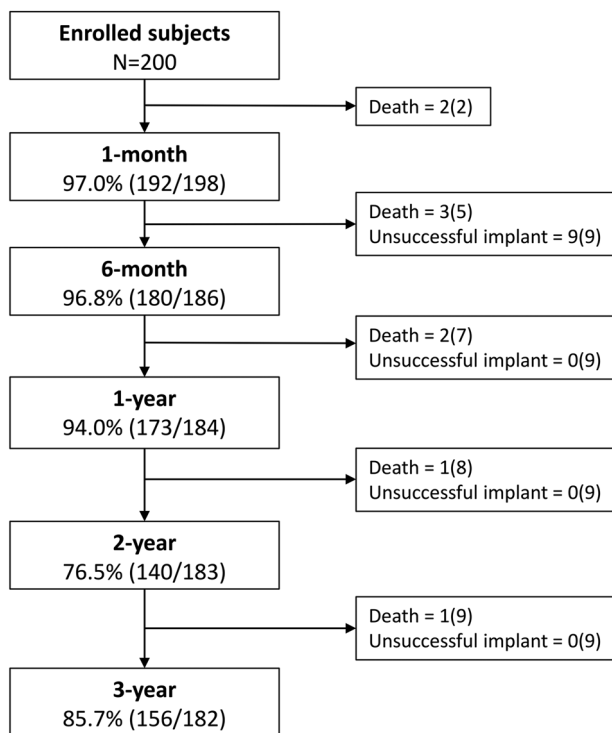 Enrolled subjects
N=200
Death = 2(2)
1-month
97.0% (192/198)
Death = 3(5)
Unsuccessful implant = 9(9)
6-month
96.8% (180/186)
Death = 2(7)
Unsuccessful implant = 0(9)
1-year
94.0% (173/184)
Death = 1(8)
Unsuccessful implant = 0(9)
2-year
76.5% (140/183)
Death = 1(9)
Unsuccessful implant = 0(9)
3-year
85.7% (156/182)